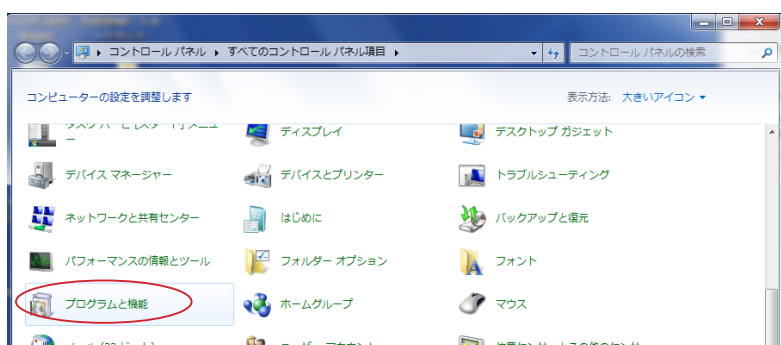 コントロール パネル ▸ すべてのコントロール パネル項目 ▸
コントロール パネルの検索
コンピューターの設定を調整します
表示方法: 大きいアイコン
ディスプレイ
デスクトップ ガジェット
デバイス マネージャー
デバイスとプリンター
トラブルシューティング
ネットワークと共有センター
はじめに
バックアップと復元
パフォーマンスの情報とツール
フォルダー オプション
フォント
プログラムと機能
ホームグループ
マウス